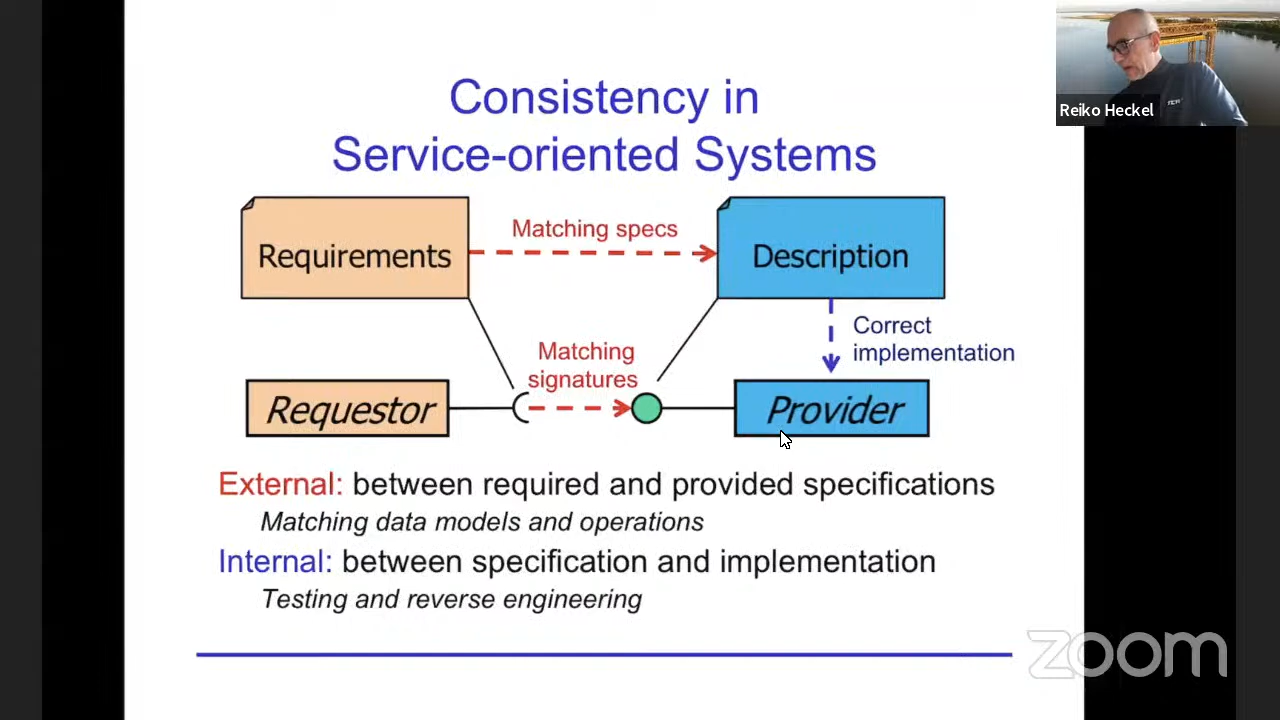 Consistency in
Service-oriented Systems
Reiko Heckel
Matching specs
Requirements
Description
Correct
implementation
Matching
signatures
Requestor
Provider
External: between required and provided specifications
Matching data models and operations
Internal: between specification and implementation
Testing and reverse engineering
zoom